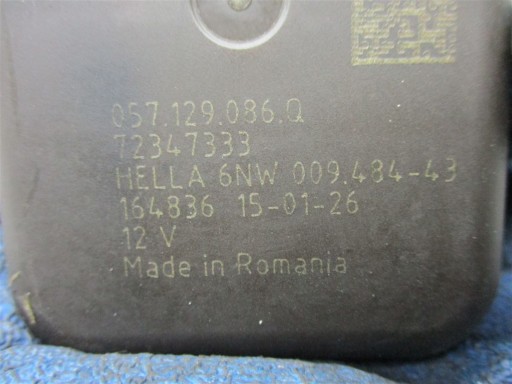 057.129.086.Q
72347333
HELLA 6NW 009.484-43
164836 15-01-26
12 V
Made in Romania